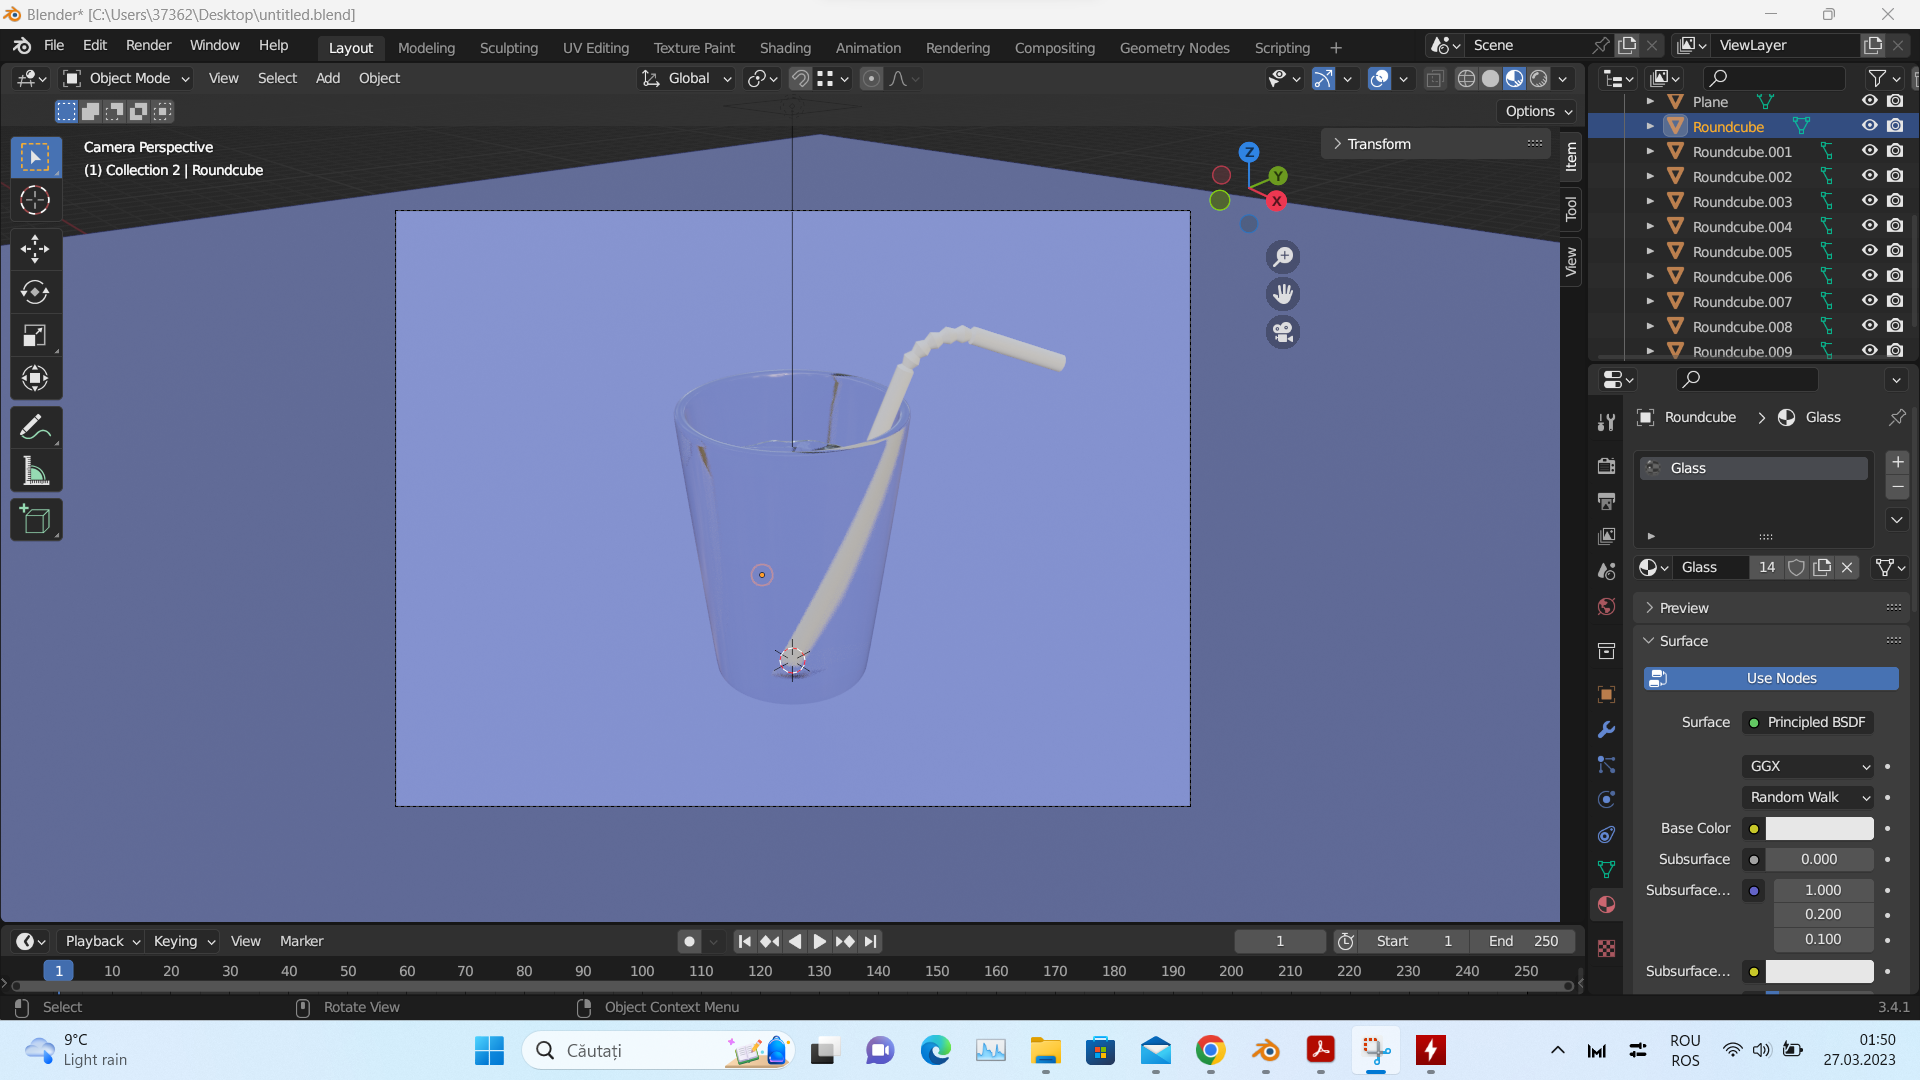 Blender* [C:\Users\37362\Desktop\untitled.blend]
File Edit Render Window Help Layout Modeling Sculpting UV Editing Texture Paint Shading Animation Rendering Compositing Geometry Nodes Scripting + Scene ViewLayer
Object Mode View Select Add Object Global
Options
Camera Perspective
(1) Collection 2 | Roundcube
Transform
Item
Tool
View
Z
Y
X
Plane
Roundcube
Roundcube.001
Roundcube.002
Roundcube.003
Roundcube.004
Roundcube.005
Roundcube.006
Roundcube.007
Roundcube.008
Roundcube.009
Roundcube Glass
Glass
Glass 14
Preview
Surface
Use Nodes
Surface Principled BSDF
GGX
Random Walk
Base Color
Subsurface 0.000
Subsurface... 1.000
0.200
0.100
Subsurface...
Playback Keying View Marker 1 Start 1 End 250
1 10 20 30 40 50 60 70 80 90 100 110 120 130 140 150 160 170 180 190 200 210 220 230 240 250
Select Rotate View Object Context Menu 3.4.1
9°C
Light rain
Căutați
ROU
ROS
01:50
27.03.2023